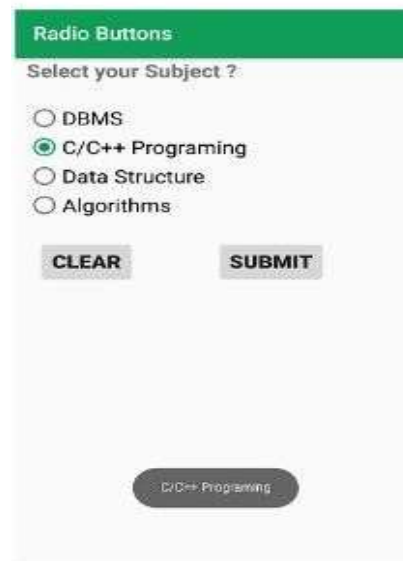 Radio Buttons
Select your Subject ?
DBMS
C/C++ Programing
Data Structure
Algorithms
CLEAR SUBMIT
C/C++ Programing